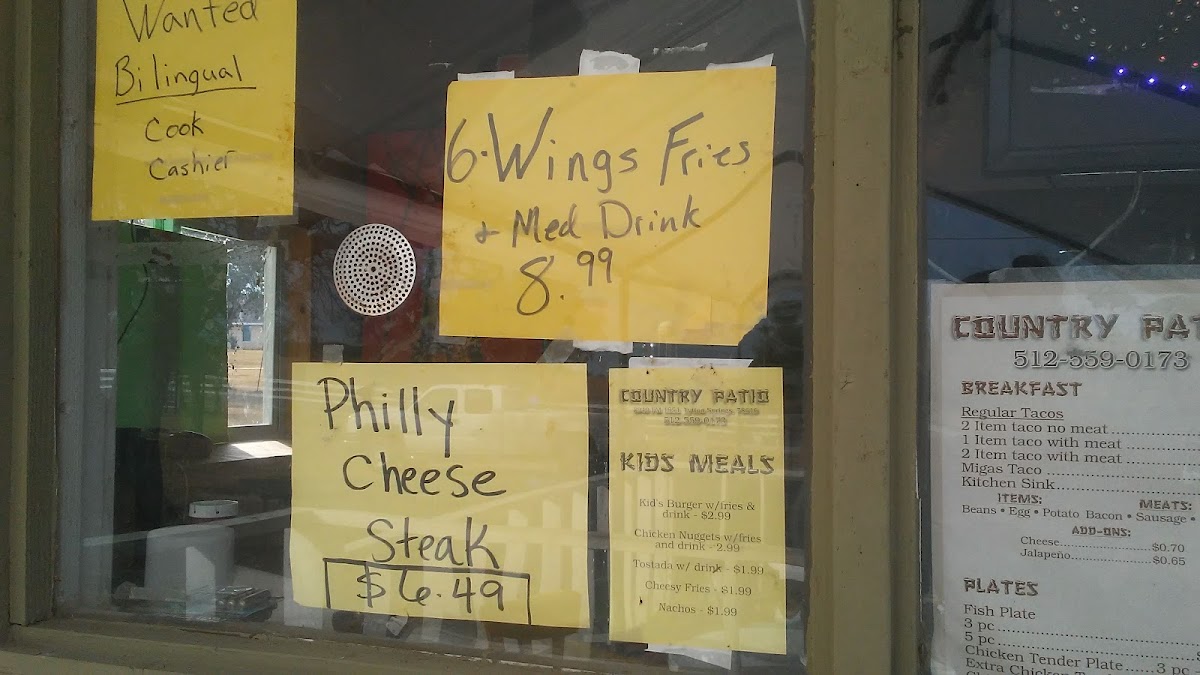 Wanted
Bilingual
Cook
Cashier
6. Wings Fries
+ Med Drink
8.99
Philly
Cheese
Steak
$6.49
COUNTRY PATIO
512-559-0173
KIDS MEALS
Kid's Burger w/fries &
drink - $2.99
Chicken Nuggets w/fries
and drink - 2.99
Tostada w/ drink - $1.99
Cheesy Fries - $1.99
Nachos - $1.99
COUNTRY PAT
512-559-0173
BREAKFAST
Regular Tacos
2 Item taco no meat
1 Item taco with meat
2 Item taco with meat
Migas Taco
Kitchen Sink
ITEMS: MEATS:
Beans • Egg • Potato Bacon • Sausage •
ADD-ONS:
Cheese $0.70
Jalapeño $0.65
PLATES
Fish Plate
3 pc
5 pc
Chicken Tender Plate 3 pc
Extra Chicken